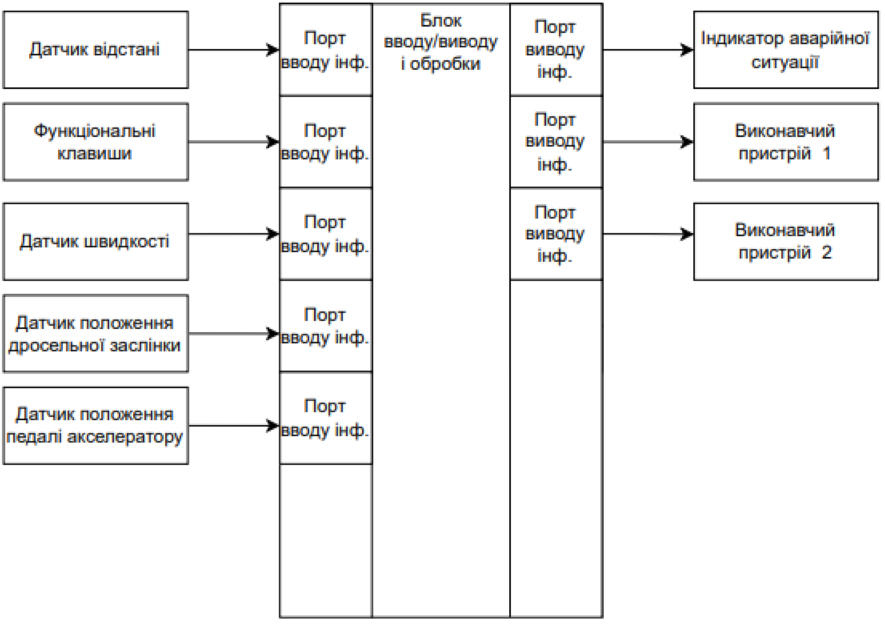 Датчик відстані
Порт
вводу інф.
Блок
вводу/виводу
і обробки
Порт
виводу
інф.
Індикатор аварійної
ситуації
Функціональні
клавиши
Порт
вводу інф.
Порт
виводу
інф.
Виконавчий
пристрій 1
Датчик швидкості
Порт
вводу інф.
Порт
виводу
інф.
Виконавчий
пристрій 2
Датчик положення
дросельної заслінки
Порт
вводу інф.
Датчик положення
педалі акселератору
Порт
вводу інф.